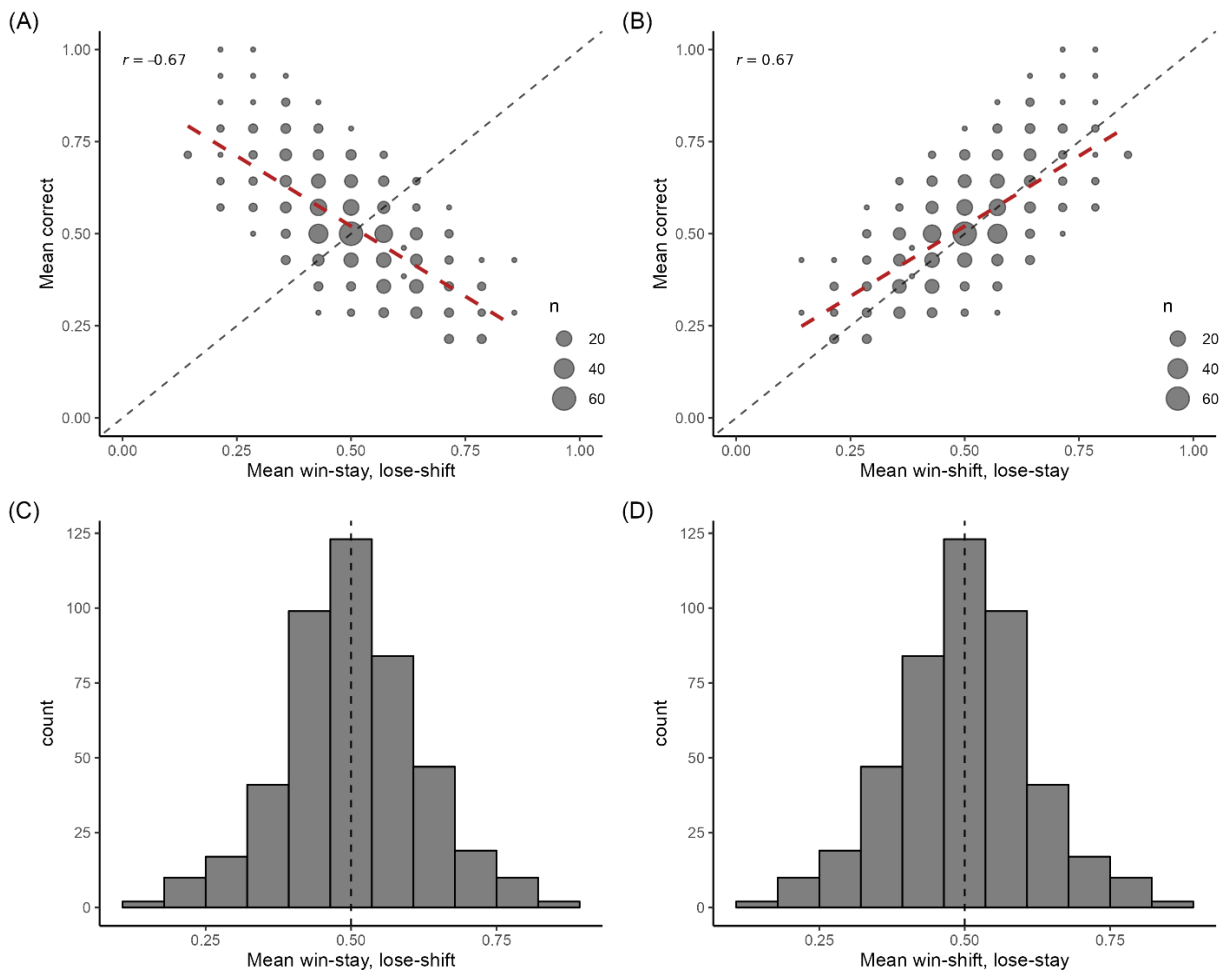 (A)
r = –0.67
1.00
0.75
0.50
0.25
0.00
Mean correct
n
20
40
60
0.00 0.25 0.50 0.75 1.00
Mean win-stay, lose-shift
(B)
r = 0.67
1.00
0.75
0.50
0.25
0.00
Mean correct
n
20
40
60
0.00 0.25 0.50 0.75 1.00
Mean win-shift, lose-stay
(C)
125
100
75
50
25
0
count
0.25 0.50 0.75
Mean win-stay, lose-shift
(D)
125
100
75
50
25
0
count
0.25 0.50 0.75
Mean win-shift, lose-stay